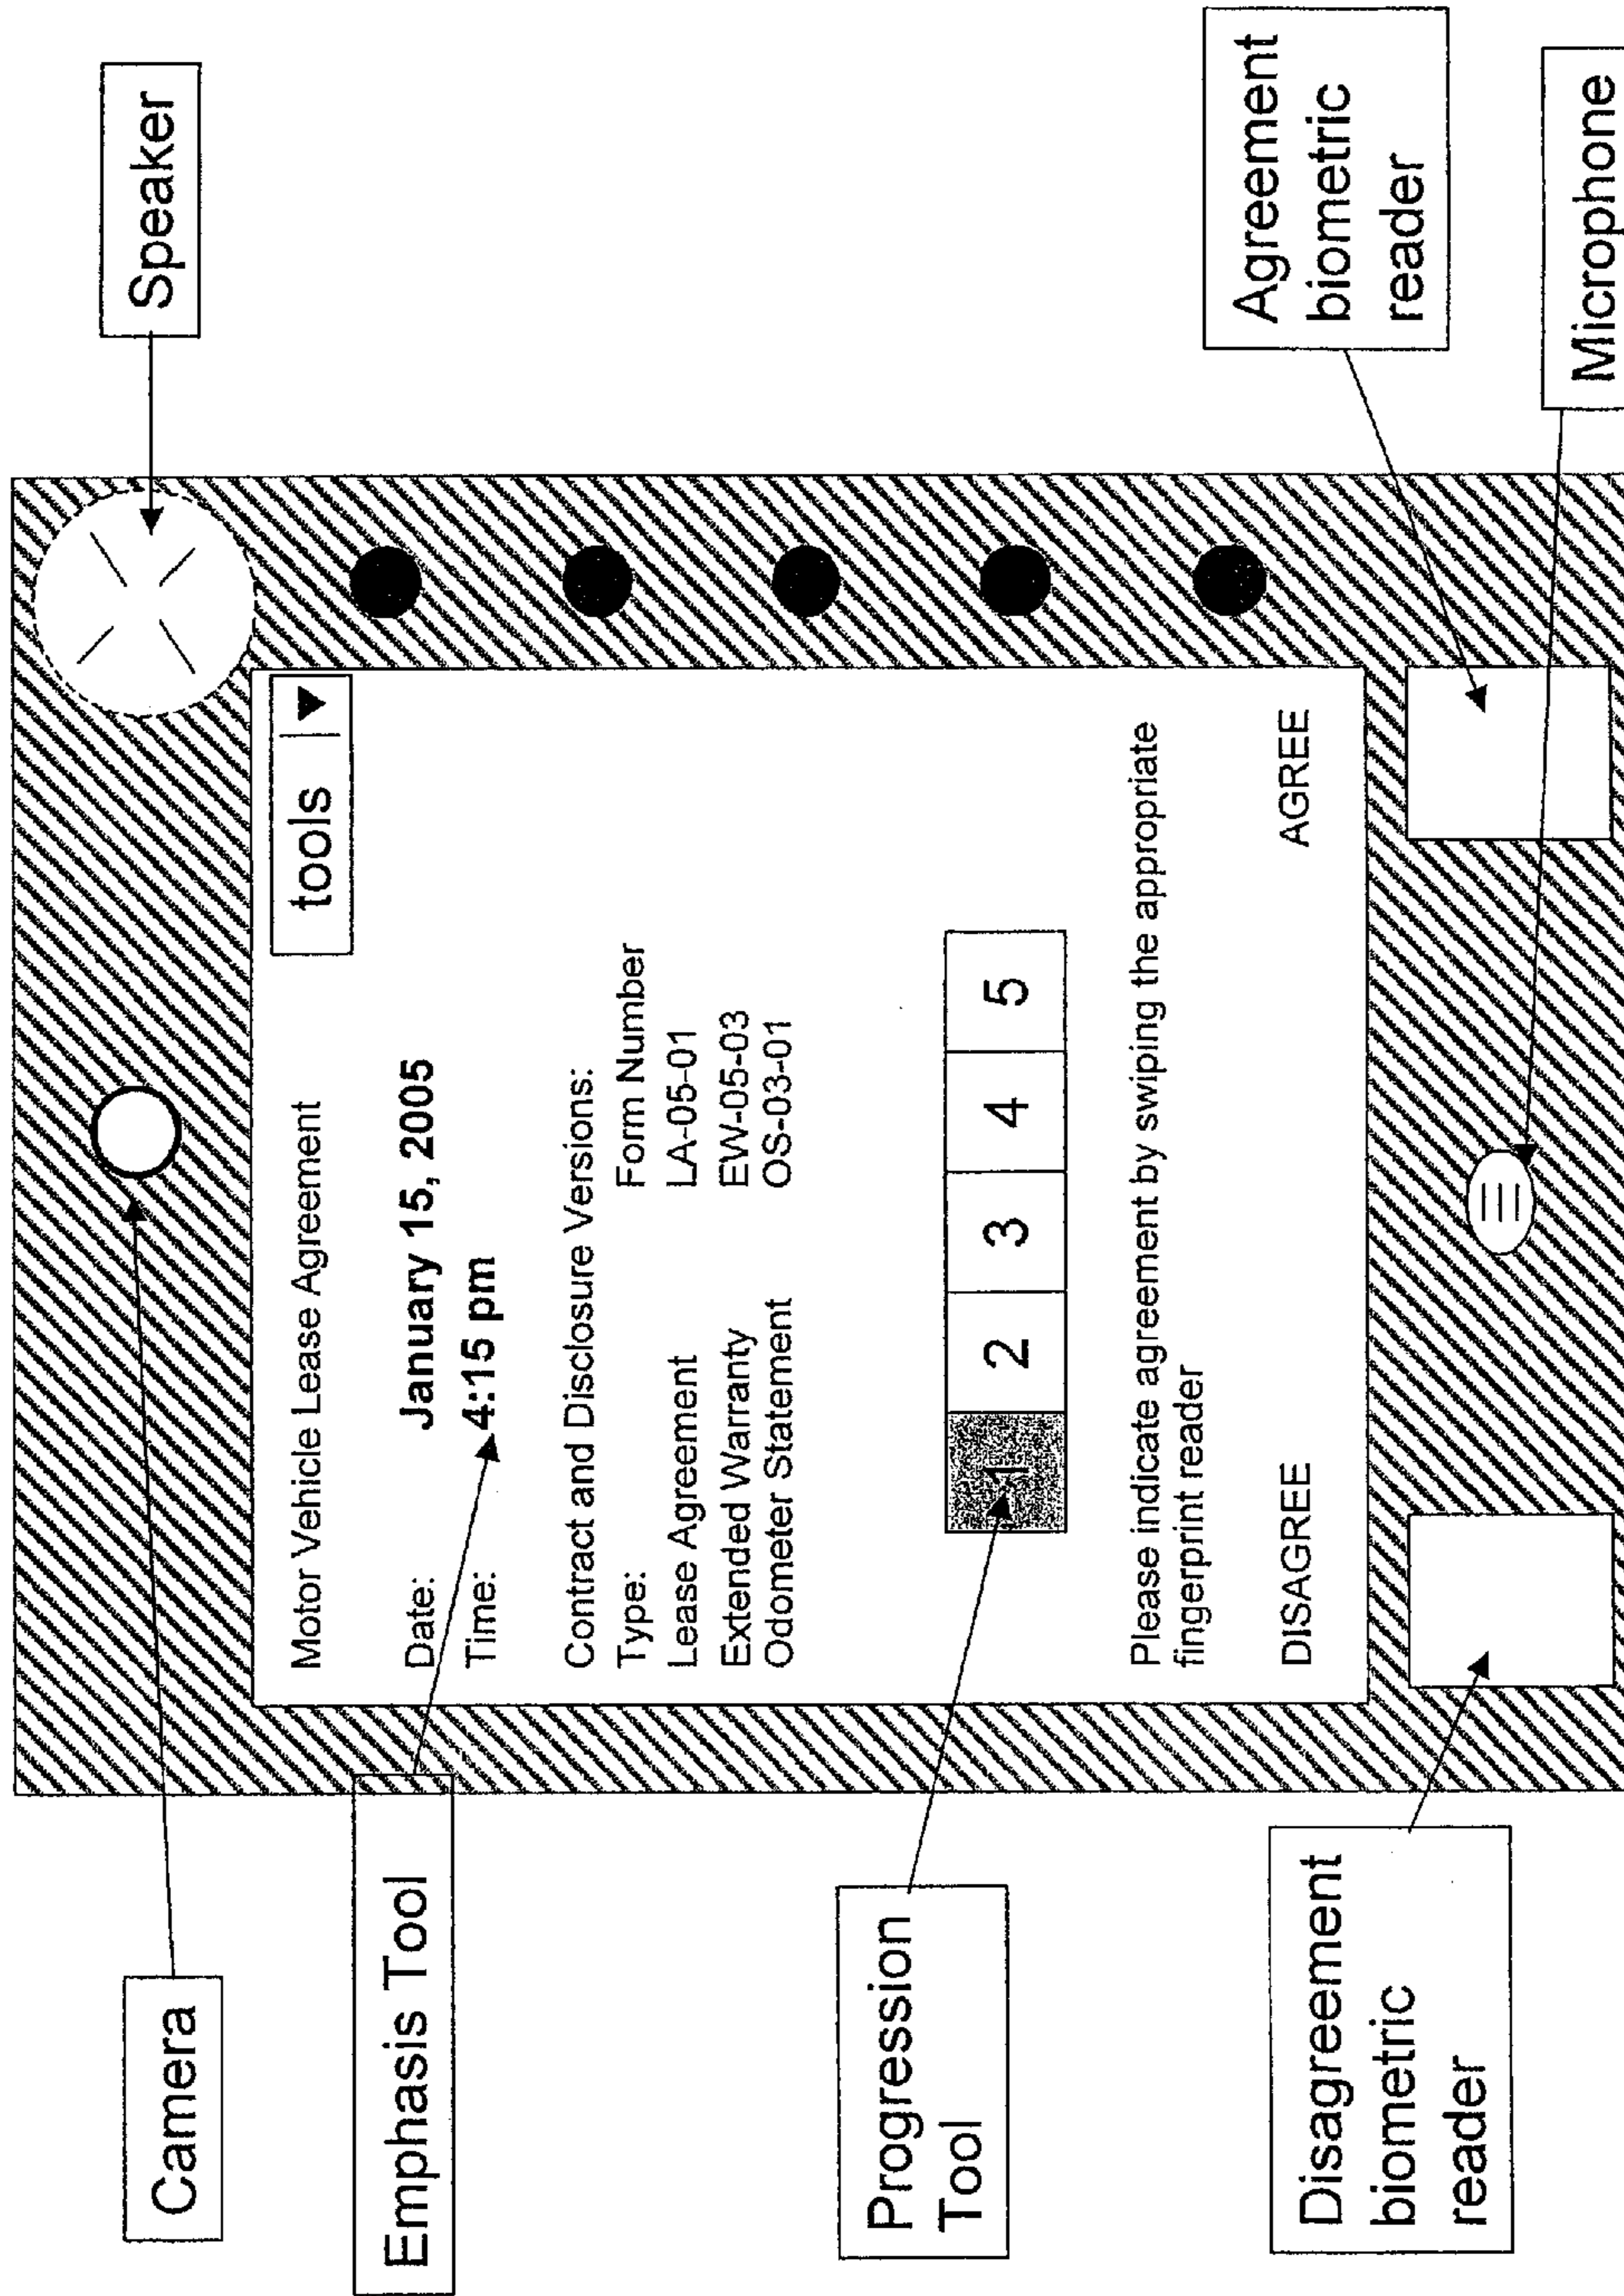 Camera
Speaker
Emphasis Tool
Progression
Tool
Disagreement
biometric
reader
tools
Motor Vehicle Lease Agreement
Date: January 15, 2005
Time: 4:15 pm
Contract and Disclosure Versions:
Type: Form Number
Lease Agreement LA-05-01
Extended Warranty EW-05-03
Odometer Statement OS-03-01
1 2 3 4 5
Please indicate agreement by swiping the appropriate
fingerprint reader
DISAGREE AGREE
Agreement
biometric
reader
Microphone